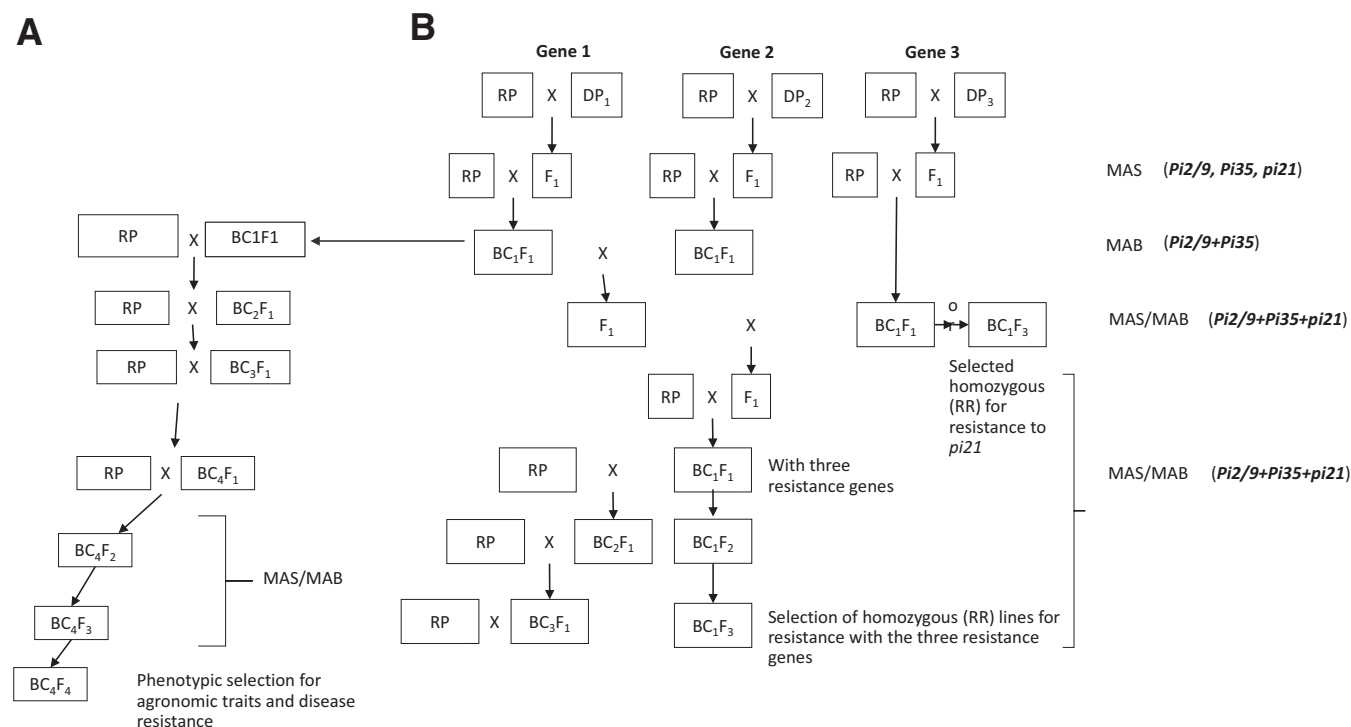 A
B
Gene 1 Gene 2 Gene 3
RP X DP₁ RP X DP₂ RP X DP₃
RP X F₁ RP X F₁ RP X F₁ MAS (Pi2/9, Pi35, pi21)
RP X BC1F1 BC₁F₁ X BC₁F₁ MAB (Pi2/9+Pi35)
RP X BC₂F₁ F₁ X BC₁F₁ o r BC₁F₃ MAS/MAB (Pi2/9+Pi35+pi21)
RP X BC₃F₁
Selected
homozygous
(RR) for
resistance to
pi21
RP X F₁
RP X BC₄F₁
RP X BC₁F₁
With three
resistance genes
MAS/MAB (Pi2/9+Pi35+pi21)
BC₄F₂
RP X BC₂F₁ BC₁F₂
MAS/MAB
BC₄F₃
RP X BC₃F₁ BC₁F₃
Selection of homozygous (RR) lines for
resistance with the three resistance
genes
BC₄F₄
Phenotypic selection for
agronomic traits and disease
resistance